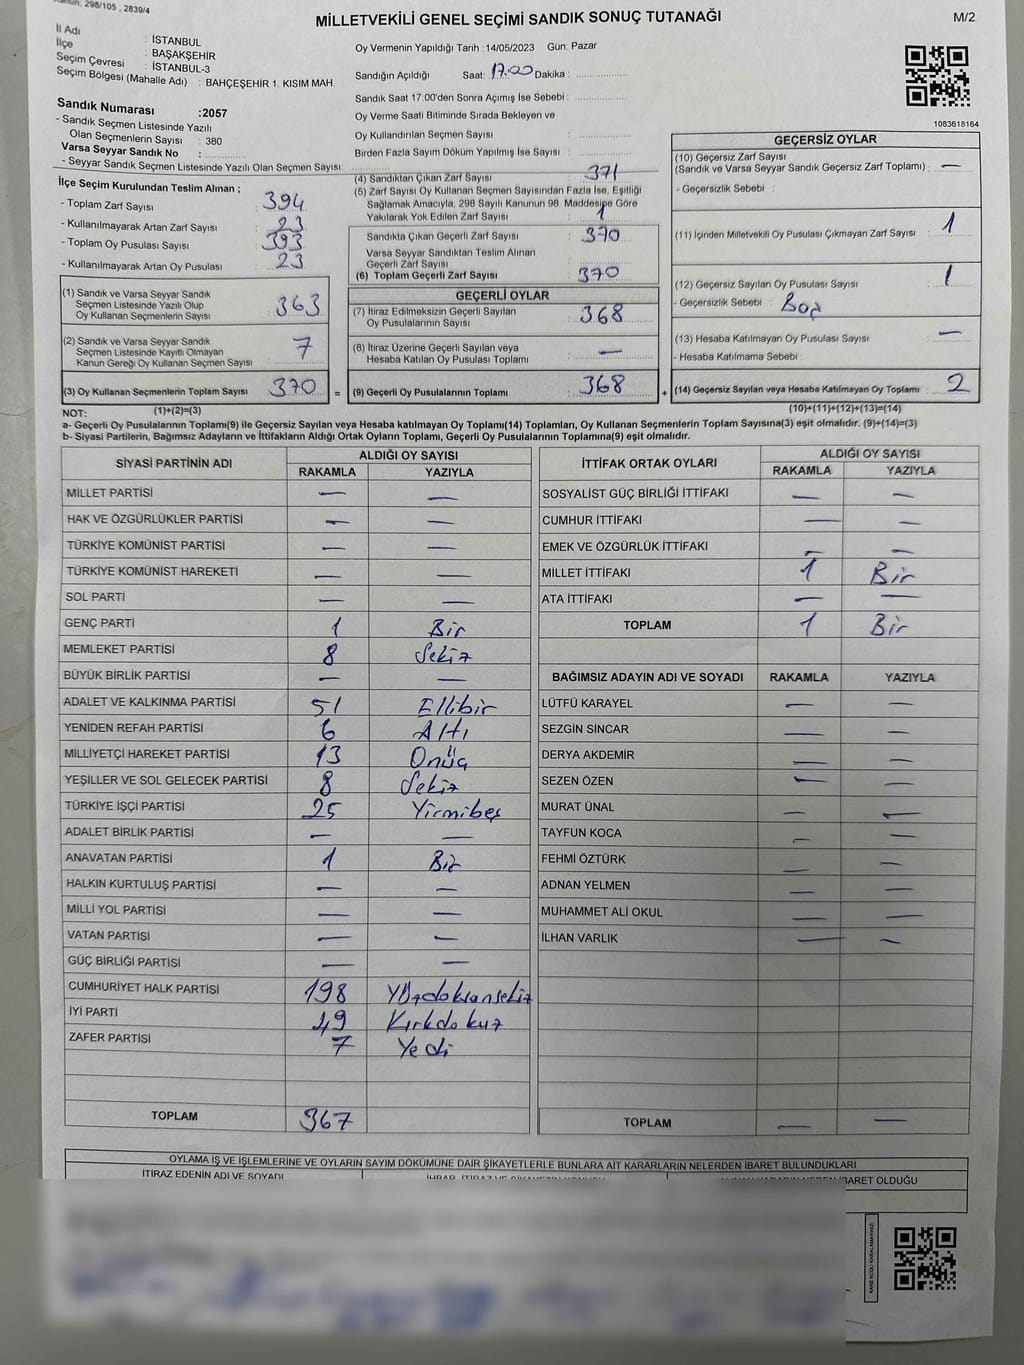 Kanun: 298/105 , 2839/4
MİLLETVEKİLİ GENEL SEÇİMİ SANDIK SONUÇ TUTANAĞI
M/2
İl Adı : İSTANBUL
İlçe : BAŞAKŞEHİR
Seçim Çevresi : İSTANBUL-3
Seçim Bölgesi (Mahalle Adı) : BAHÇEŞEHİR 1. KISIM MAH.
Sandık Numarası :2057
- Sandık Seçmen Listesinde Yazılı
Olan Seçmenlerin Sayısı : 380
Varsa Seyyar Sandık No :
- Seyyar Sandık Listesinde Yazılı Olan Seçmen Sayısı:
Oy Vermenin Yapıldığı Tarih :14/05/2023 Gün: Pazar
Sandığın Açıldığı Saat: 17.00 Dakika :
Sandık Saat 17:00'den Sonra Açımış İse Sebebi :
Oy Verme Saati Bitiminde Sırada Bekleyen ve
Oy Kullandırılan Seçmen Sayısı :
Birden Fazla Sayım Döküm Yapılmış İse Sayısı :
1083618164
İlçe Seçim Kurulundan Teslim Alınan ;
- Toplam Zarf Sayısı : 394
- Kullanılmayarak Artan Zarf Sayısı : 23
- Toplam Oy Pusulası Sayısı : 393
- Kullanılmayarak Artan Oy Pusulası : 23
(1) Sandık ve Varsa Seyyar Sandık
Seçmen Listesinde Yazılı Olup
Oy Kullanan Seçmenlerin Sayısı : 363
(2) Sandık ve Varsa Seyyar Sandık
Seçmen Listesinde Kayıtlı Olmayan
Kanun Gereği Oy Kullanan Seçmen Sayısı : 7
(3) Oy Kullanan Seçmenlerin Toplam Sayısı : 370 =
(4) Sandıktan Çıkan Zarf Sayısı : 371
(5) Zarf Sayısı Oy Kullanan Seçmen Sayısından Fazla İse, Eşitliği
Sağlamak Amacıyla, 298 Sayılı Kanunun 98. Maddesine Göre
Yakılarak Yok Edilen Zarf Sayısı : 1
Sandıkta Çıkan Geçerli Zarf Sayısı : 370
Varsa Seyyar Sandıktan Teslim Alınan
Geçerli Zarf Sayısı :
(6) Toplam Geçerli Zarf Sayısı : 370
GEÇERLİ OYLAR
(7) İtiraz Edilmeksizin Geçerli Sayılan
Oy Pusulalarının Sayısı : 368
(8) İtiraz Üzerine Geçerli Sayılan veya
Hesaba Katılan Oy Pusulası Toplamı : —
(9) Geçerli Oy Pusulalarının Toplamı : 368 +
GEÇERSİZ OYLAR
(10) Geçersiz Zarf Sayısı
(Sandık ve Varsa Seyyar Sandık Geçersiz Zarf Toplamı) : —
- Geçersizlik Sebebi :
(11) İçinden Milletvekili Oy Pusulası Çıkmayan Zarf Sayısı : 1
(12) Geçersiz Sayılan Oy Pusulası Sayısı : 1
- Geçersizlik Sebebi : Boş
(13) Hesaba Katılmayan Oy Pusulası Sayısı : —
- Hesaba Katılmama Sebebi :
(14) Geçersiz Sayılan veya Hesaba Katılmayan Oy Toplamı : 2
NOT: (1)+(2)=(3) (10)+(11)+(12)+(13)=(14)
a- Geçerli Oy Pusulalarının Toplamı(9) ile Geçersiz Sayılan veya Hesaba katılmayan Oy Toplamı(14) Toplamları, Oy Kullanan Seçmenlerin Toplam Sayısına(3) eşit olmalıdır. (9)+(14)=(3)
b- Siyasi Partilerin, Bağımsız Adayların ve İttifakların Aldığı Ortak Oyların Toplamı, Geçerli Oy Pusulalarının Toplamına(9) eşit olmalıdır.
SİYASİ PARTİNİN ADI ALDIĞI OY SAYISI
RAKAMLA YAZIYLA
MİLLET PARTİSİ — —
HAK VE ÖZGÜRLÜKLER PARTİSİ — —
TÜRKİYE KOMÜNİST PARTİSİ — —
TÜRKİYE KOMÜNİST HAREKETİ — —
SOL PARTİ — —
GENÇ PARTİ 1 Bir
MEMLEKET PARTİSİ 8 Sekiz
BÜYÜK BİRLİK PARTİSİ — —
ADALET VE KALKINMA PARTİSİ 51 Ellibir
YENİDEN REFAH PARTİSİ 6 Altı
MİLLİYETÇİ HAREKET PARTİSİ 13 Onüç
YEŞİLLER VE SOL GELECEK PARTİSİ 8 Sekiz
TÜRKİYE İŞÇİ PARTİSİ 25 Yirmibeş
ADALET BİRLİK PARTİSİ — —
ANAVATAN PARTİSİ 1 Bir
HALKIN KURTULUŞ PARTİSİ — —
MİLLİ YOL PARTİSİ — —
VATAN PARTİSİ — —
GÜÇ BİRLİĞİ PARTİSİ — —
CUMHURİYET HALK PARTİSİ 198 Yüzdoksansekiz
İYİ PARTİ 49 Kırkdokuz
ZAFER PARTİSİ 7 Yedi
TOPLAM 367
İTTİFAK ORTAK OYLARI ALDIĞI OY SAYISI
RAKAMLA YAZIYLA
SOSYALİST GÜÇ BİRLİĞİ İTTİFAKI — —
CUMHUR İTTİFAKI — —
EMEK VE ÖZGÜRLÜK İTTİFAKI — —
MİLLET İTTİFAKI 1 Bir
ATA İTTİFAKI — —
TOPLAM 1 Bir
BAĞIMSIZ ADAYIN ADI VE SOYADI RAKAMLA YAZIYLA
LÜTFÜ KARAYEL — —
SEZGİN SİNCAR — —
DERYA AKDEMİR — —
SEZEN ÖZEN — —
MURAT ÜNAL — —
TAYFUN KOCA — —
FEHMİ ÖZTÜRK — —
ADNAN YELMEN — —
MUHAMMET ALİ OKUL — —
İLHAN VARLIK — —
TOPLAM — —
OYLAMA İŞ VE İŞLEMLERİNE VE OYLARIN SAYIM DÖKÜMÜNE DAİR ŞİKAYETLERLE BUNLARA AİT KARARLARIN NELERDEN İBARET BULUNDUKLARI
İTİRAZ EDENİN ADI VE SOYADI
İBARET OLDUĞU
KARE KODU KARALAMAYINIZ!